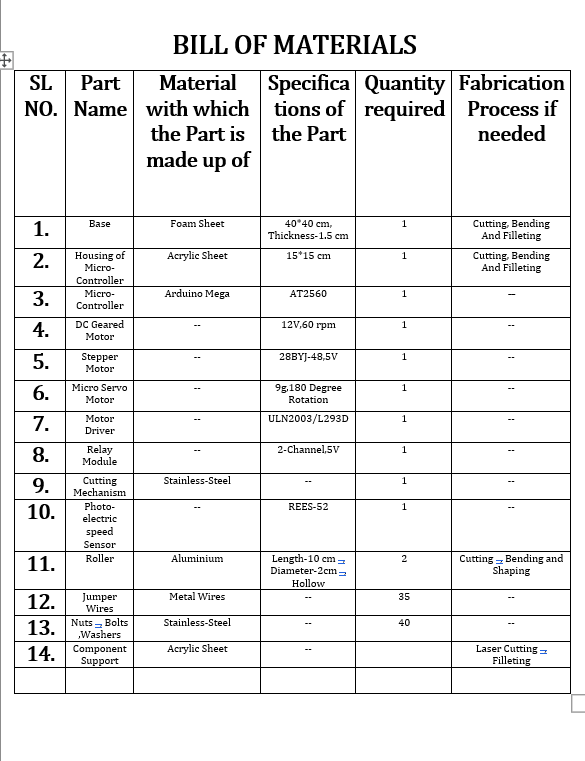 BILL OF MATERIALS
SL NO. Part Name Material with which the Part is made up of Specifica tions of the Part Quantity required Fabrication Process if needed
1. Base Foam Sheet 40*40 cm, Thickness-1.5 cm 1 Cutting, Bending And Filleting
2. Housing of Micro- Controller Acrylic Sheet 15*15 cm 1 Cutting, Bending And Filleting
3. Micro- Controller Arduino Mega AT2560 1 --
4. DC Geared Motor -- 12V,60 rpm 1 --
5. Stepper Motor -- 28BYJ-48,5V 1 --
6. Micro Servo Motor -- 9g,180 Degree Rotation 1 --
7. Motor Driver -- ULN2003/L293D 1 --
8. Relay Module -- 2-Channel,5V 1 --
9. Cutting Mechanism Stainless-Steel -- 1 --
10. Photo- electric speed Sensor -- REES-52 1 --
11. Roller Aluminium Length-10 cm , Diameter-2cm , Hollow 2 Cutting , Bending and Shaping
12. Jumper Wires Metal Wires -- 35 --
13. Nuts , Bolts ,Washers Stainless-Steel -- 40 --
14. Component Support Acrylic Sheet -- Laser Cutting , Filleting